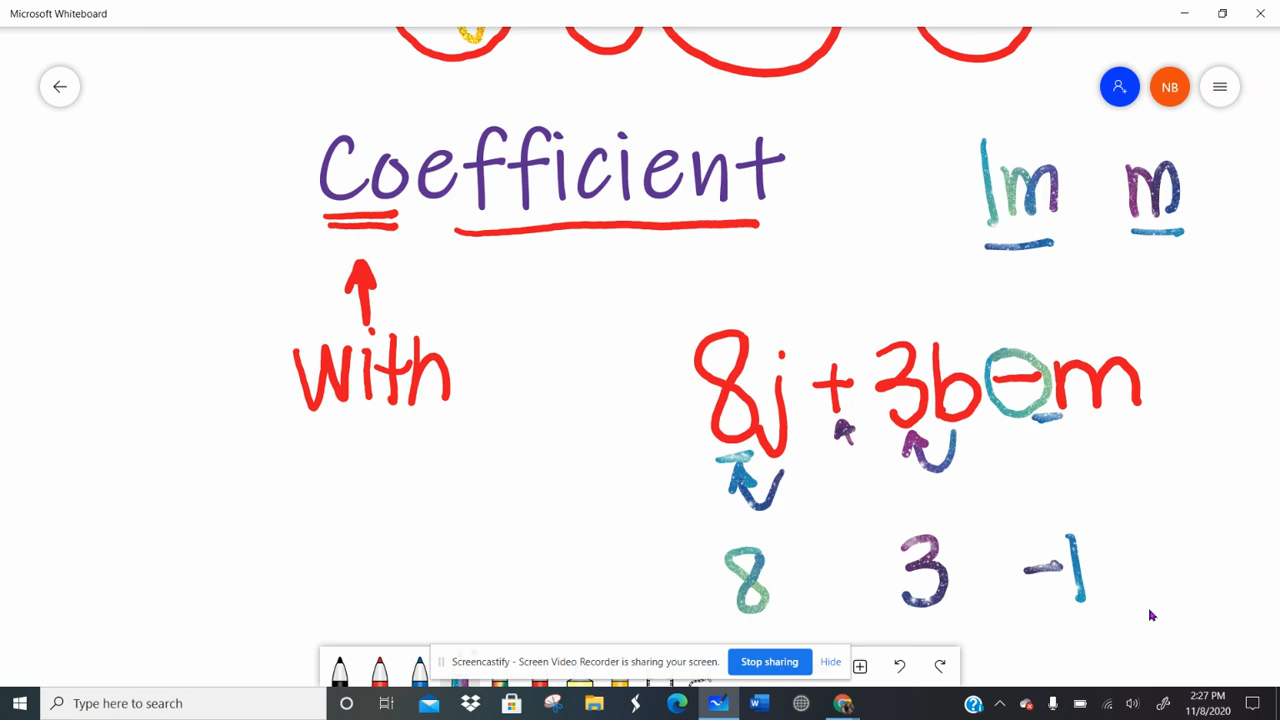 Microsoft Whiteboard
NB
Coefficient
1m m
with
8j + 3b - m
8 3 -1
Screencastify - Screen Video Recorder is sharing your screen. Stop sharing Hide
Type here to search
2:27 PM
11/8/2020